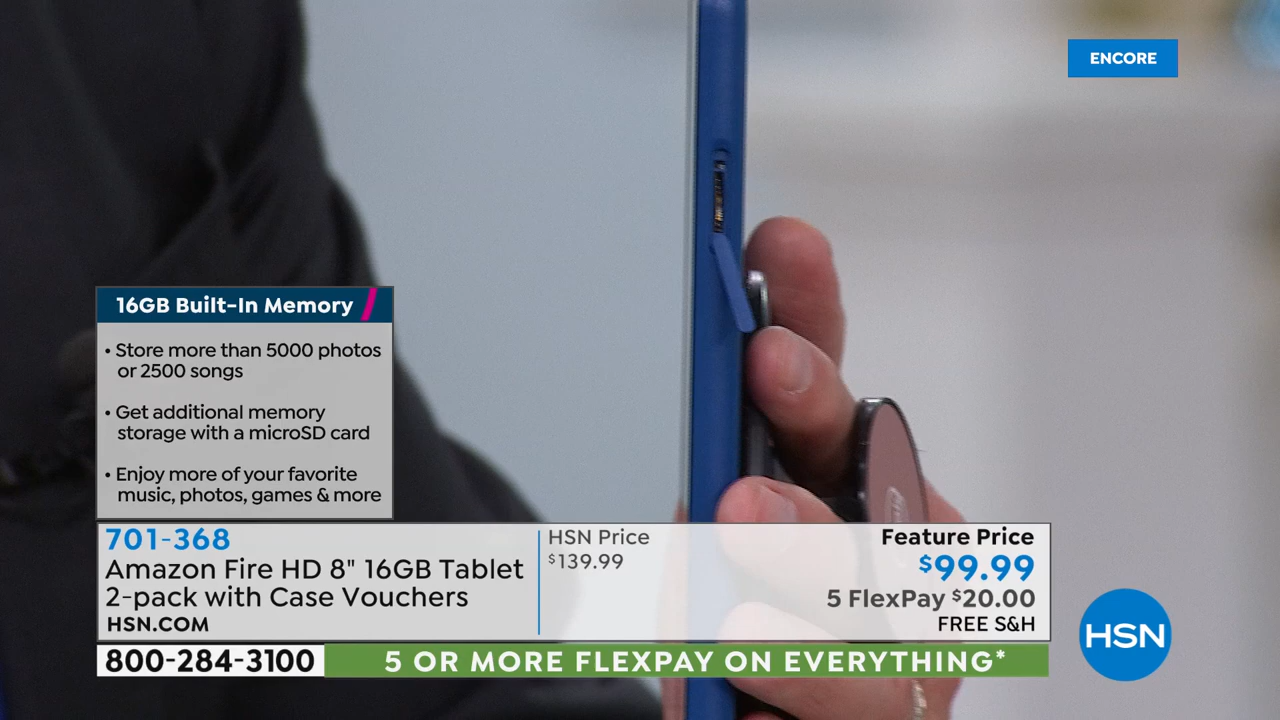 ENCORE
16GB Built-In Memory
• Store more than 5000 photos
or 2500 songs
• Get additional memory
storage with a microSD card
• Enjoy more of your favorite
music, photos, games & more
701-368
Amazon Fire HD 8" 16GB Tablet
2-pack with Case Vouchers
HSN.COM
HSN Price
$139.99
Feature Price
$99.99
5 FlexPay $20.00
FREE S&H
800-284-3100
5 OR MORE FLEXPAY ON EVERYTHING*
HSN